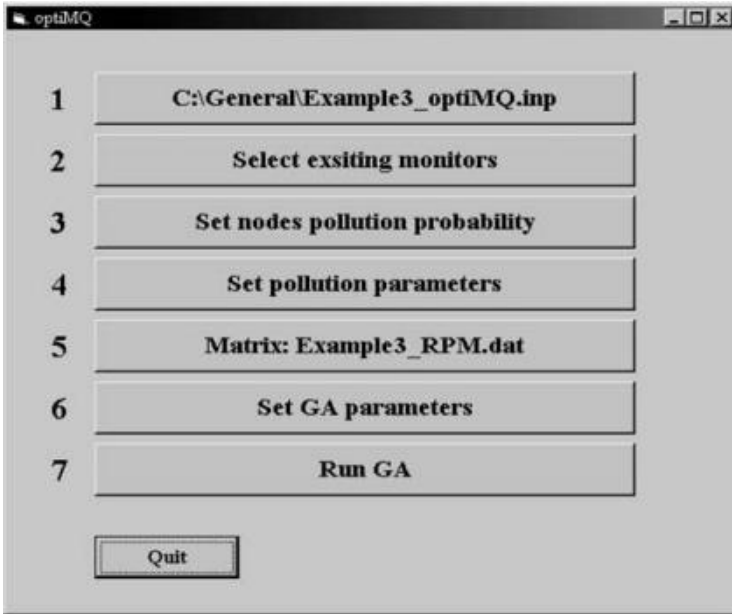 optiMQ
1 C:\General\Example3_optiMQ.inp
2 Select exsiting monitors
3 Set nodes pollution probability
4 Set pollution parameters
5 Matrix: Example3_RPM.dat
6 Set GA parameters
7 Run GA
Quit